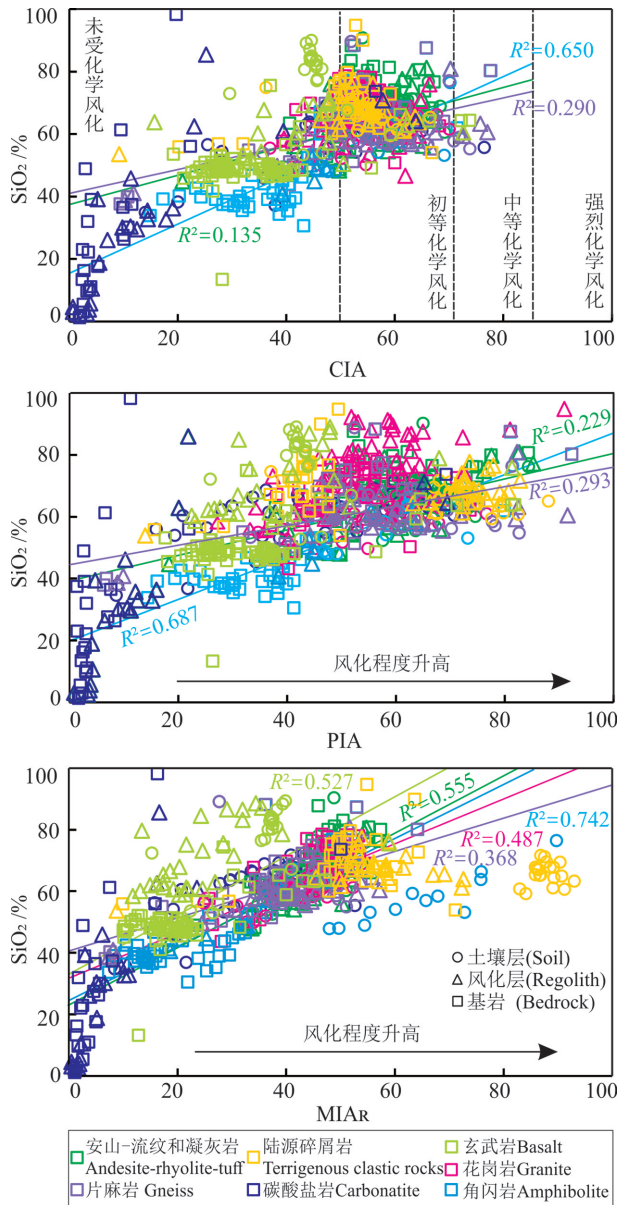 100
80
60
40
20
0
SiO₂ /%
未受化学风化
初等化学风化
中等化学风化
强烈化学风化
R²=0.650
R²=0.290
R²=0.135
0 20 40 60 80 100
CIA
100
80
60
40
20
0
SiO₂ /%
R²=0.229
R²=0.293
R²=0.687
风化程度升高
0 20 40 60 80 100
PIA
100
80
60
40
20
0
SiO₂ /%
R²=0.527
R²=0.555
R²=0.742
R²=0.487
R²=0.368
土壤层(Soil)
风化层(Regolith)
基岩 (Bedrock)
风化程度升高
0 20 40 60 80 100
MIAR
安山-流纹和凝灰岩
Andesite-rhyolite-tuff
陆源碎屑岩
Terrigenous clastic rocks
玄武岩Basalt
花岗岩Granite
片麻岩 Gneiss
碳酸盐岩Carbonatite
角闪岩Amphibolite